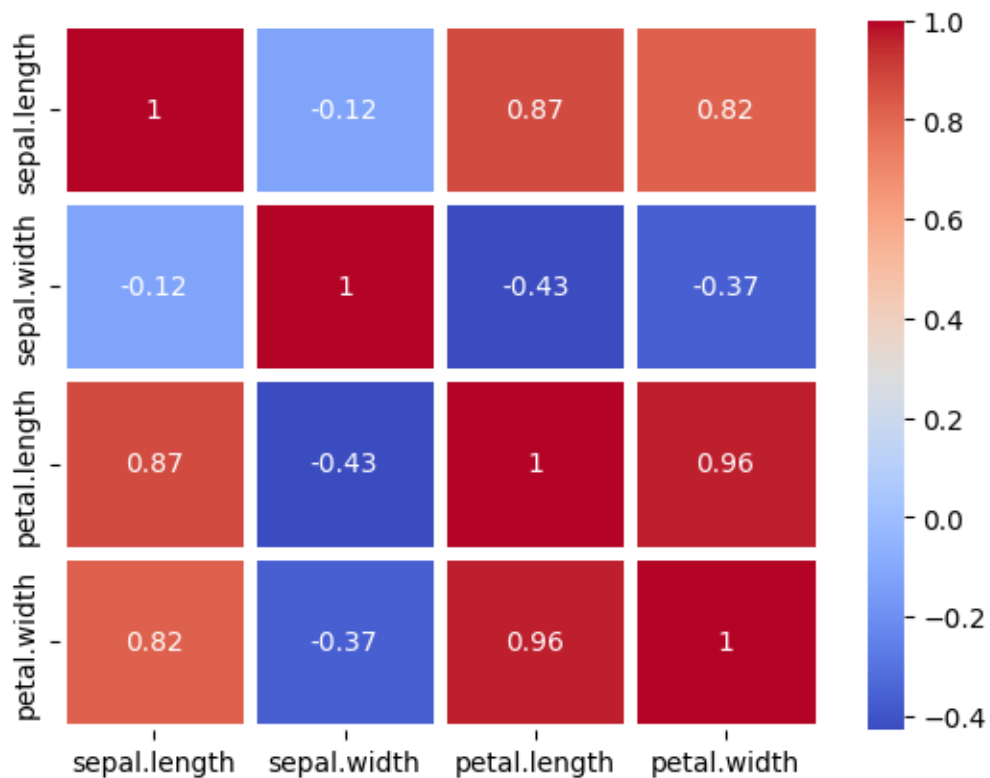 sepal.length 1 -0.12 0.87 0.82
sepal.width -0.12 1 -0.43 -0.37
petal.length 0.87 -0.43 1 0.96
petal.width 0.82 -0.37 0.96 1
sepal.length sepal.width petal.length petal.width
1.0
0.8
0.6
0.4
0.2
0.0
−0.2
−0.4